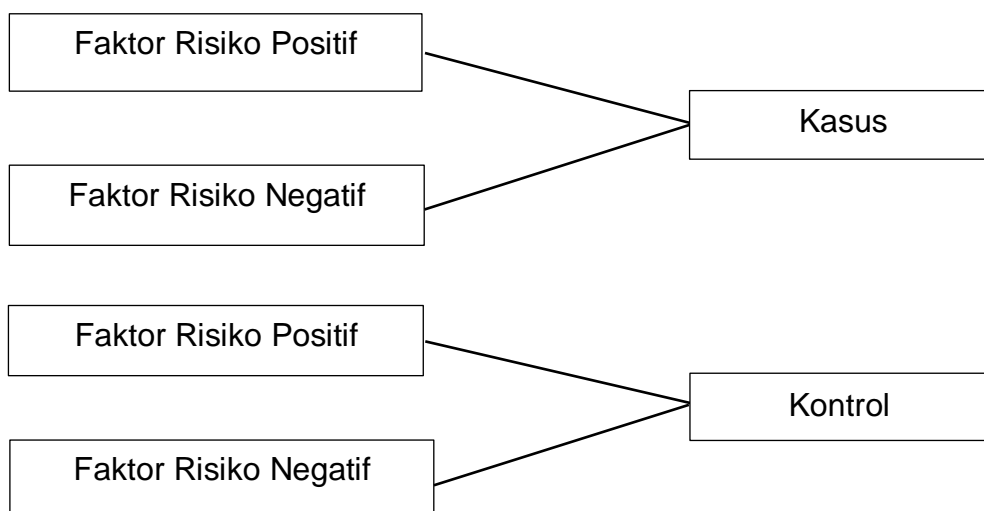 Faktor Risiko Positif
Kasus
Faktor Risiko Negatif
Faktor Risiko Positif
Kontrol
Faktor Risiko Negatif